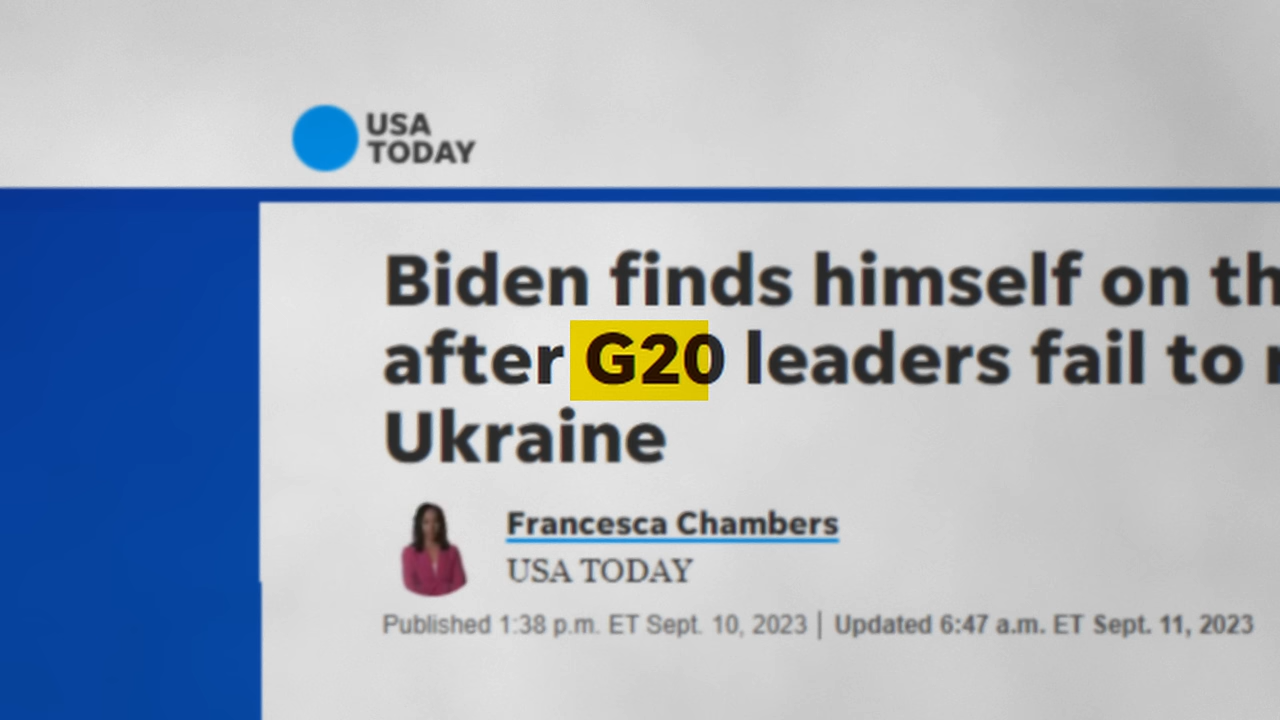 USA
TODAY
Biden finds himself on th
after G20 leaders fail to
Ukraine
Francesca Chambers
USA TODAY
Published 1:38 p.m. ET Sept. 10, 2023 | Updated 6:47 a.m. ET Sept. 11, 2023